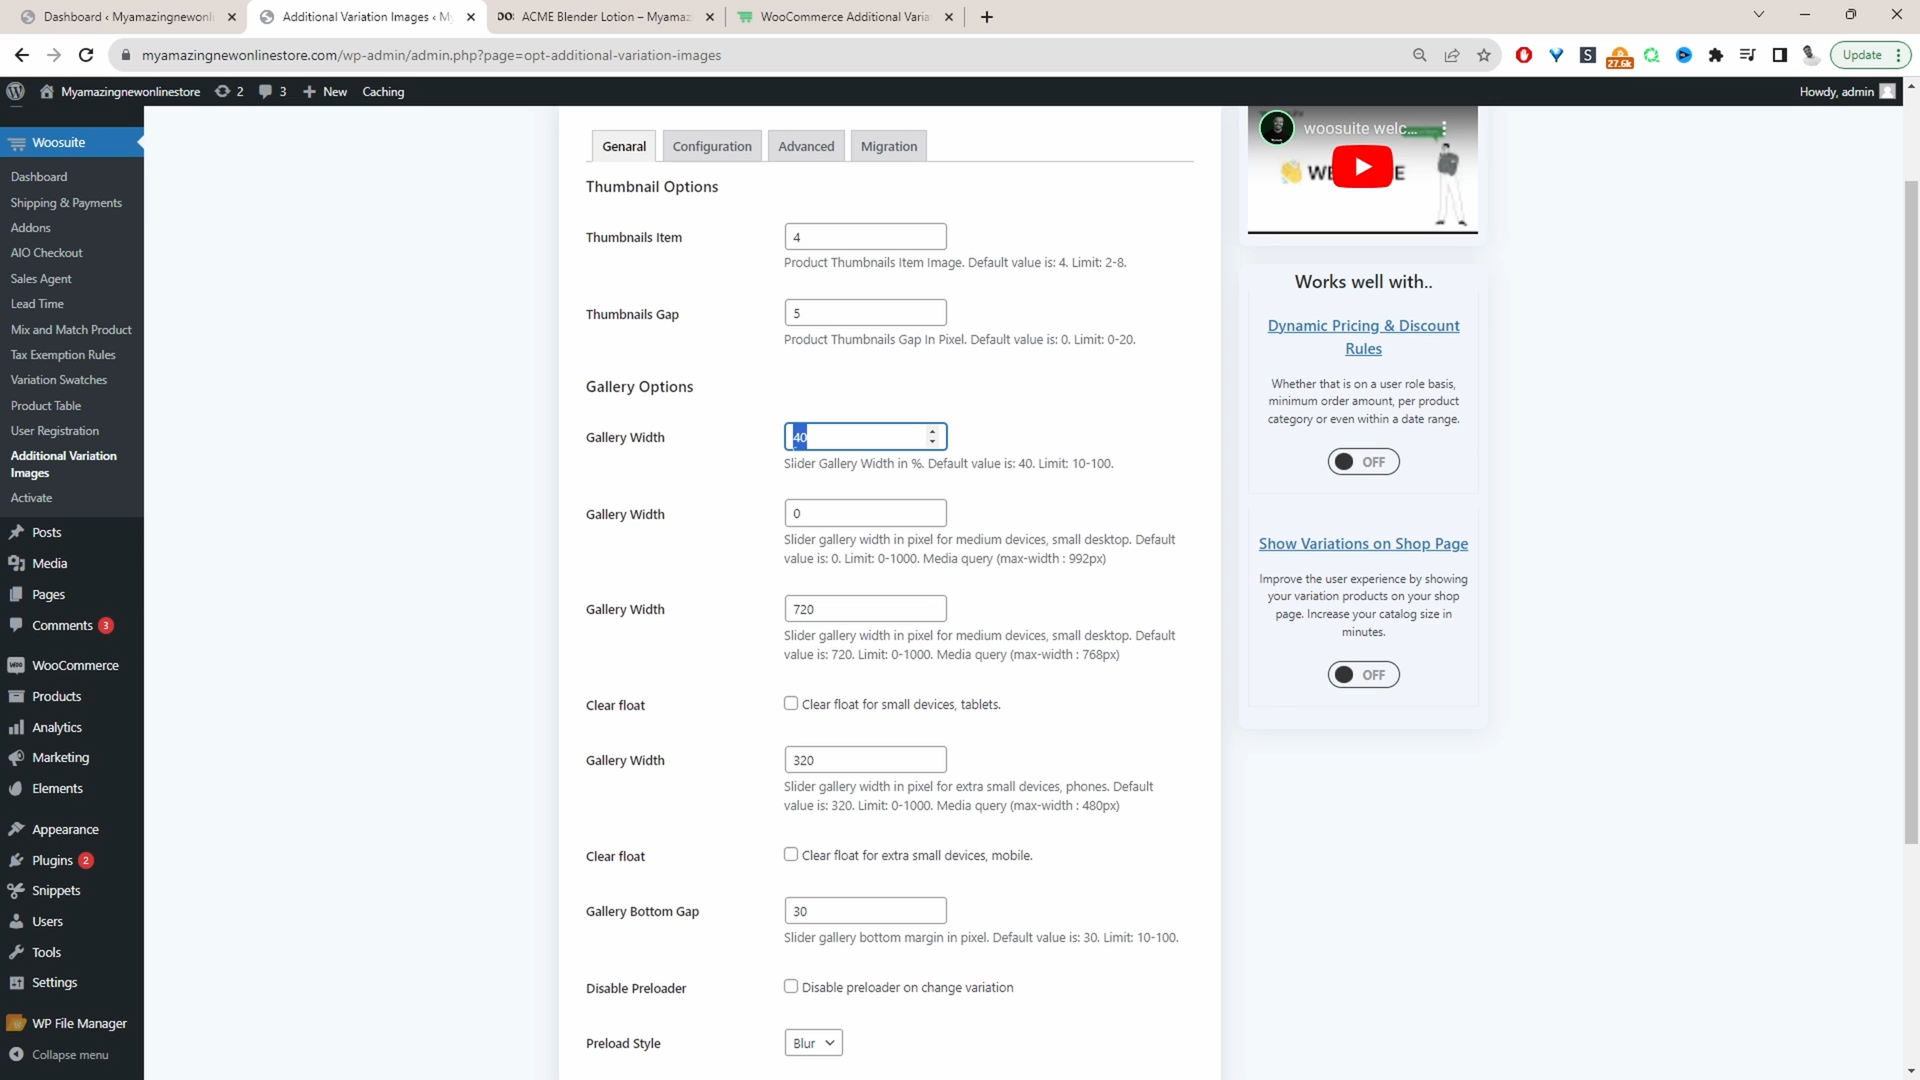 Dashboard ‹ Myamazingnewonli
Additional Variation Images ‹ My
ACME Blender Lotion – Myamaz
WooCommerce Additional Varia
myamazingnewonlinestore.com/wp-admin/admin.php?page=opt-additional-variation-images
S
27.6k
Update
Myamazingnewonlinestore
2
3
New
Caching
Howdy, admin
Woosuite
Dashboard
Shipping & Payments
Addons
AIO Checkout
Sales Agent
Lead Time
Mix and Match Product
Tax Exemption Rules
Variation Swatches
Product Table
User Registration
Additional Variation
Images
Activate
Posts
Media
Pages
Comments 3
WooCommerce
Products
Analytics
Marketing
Elements
Appearance
Plugins 2
Snippets
Users
Tools
Settings
WP File Manager
Collapse menu
Genaral
Configuration
Advanced
Migration
Thumbnail Options
Thumbnails Item
4
Product Thumbnails Item Image. Default value is: 4. Limit: 2-8.
Thumbnails Gap
5
Product Thumbnails Gap In Pixel. Default value is: 0. Limit: 0-20.
Gallery Options
Gallery Width
40
Slider Gallery Width in %. Default value is: 40. Limit: 10-100.
Gallery Width
0
Slider gallery width in pixel for medium devices, small desktop. Default
value is: 0. Limit: 0-1000. Media query (max-width : 992px)
Gallery Width
720
Slider gallery width in pixel for medium devices, small desktop. Default
value is: 720. Limit: 0-1000. Media query (max-width : 768px)
Clear float
Clear float for small devices, tablets.
Gallery Width
320
Slider gallery width in pixel for extra small devices, phones. Default
value is: 320. Limit: 0-1000. Media query (max-width : 480px)
Clear float
Clear float for extra small devices, mobile.
Gallery Bottom Gap
30
Slider gallery bottom margin in pixel. Default value is: 30. Limit: 10-100.
Disable Preloader
Disable preloader on change variation
Preload Style
Blur
woosuite welc...
Works well with..
Dynamic Pricing & Discount
Rules
Whether that is on a user role basis,
minimum order amount, per product
category or even within a date range.
OFF
Show Variations on Shop Page
Improve the user experience by showing
your variation products on your shop
page. Increase your catalog size in
minutes.
OFF